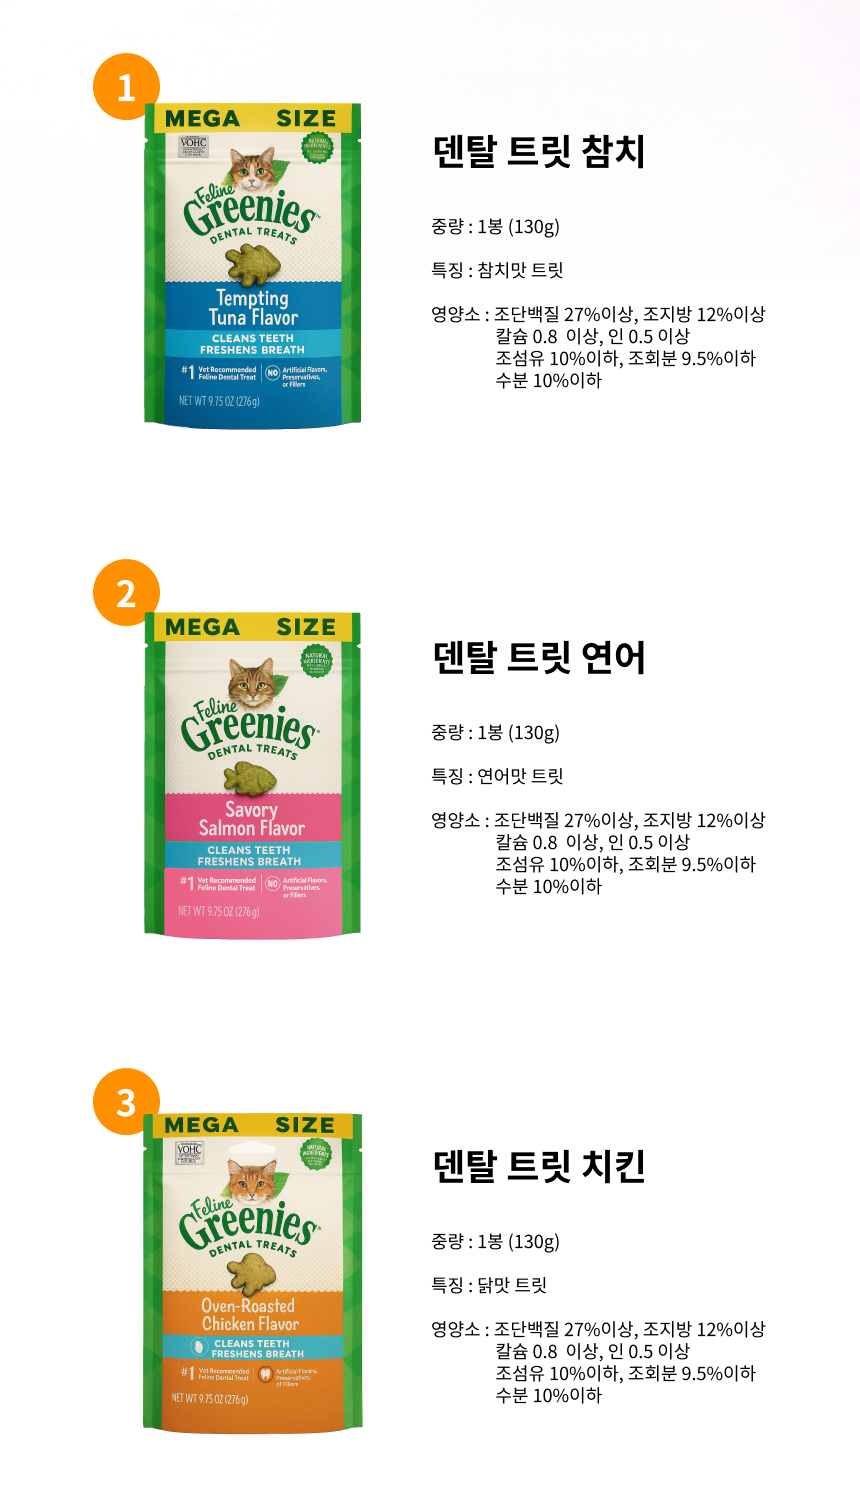 1
MEGA SIZE
VOHC
NATURAL
INGREDIENTS
Feline
Greenies
DENTAL TREATS
Tempting
Tuna Flavor
CLEANS TEETH
FRESHENS BREATH
#1 Vet Recommended
Feline Dental Treat
NO Artificial Flavors,
Preservatives,
or Fillers
NET WT 9.75 OZ (276 g)
덴탈 트릿 참치
중량 : 1봉 (130g)
특징 : 참치맛 트릿
영양소 : 조단백질 27%이상, 조지방 12%이상
칼슘 0.8 이상, 인 0.5 이상
조섬유 10%이하, 조회분 9.5%이하
수분 10%이하
2
MEGA SIZE
NATURAL
INGREDIENTS
Feline
Greenies
DENTAL TREATS
Savory
Salmon Flavor
CLEANS TEETH
FRESHENS BREATH
#1 Vet Recommended
Feline Dental Treat
NO Artificial Flavors,
Preservatives,
or Fillers
NET WT 9.75 OZ (276 g)
덴탈 트릿 연어
중량 : 1봉 (130g)
특징 : 연어맛 트릿
영양소 : 조단백질 27%이상, 조지방 12%이상
칼슘 0.8 이상, 인 0.5 이상
조섬유 10%이하, 조회분 9.5%이하
수분 10%이하
3
MEGA SIZE
VOHC
NATURAL
INGREDIENTS
Feline
Greenies
DENTAL TREATS
Oven-Roasted
Chicken Flavor
CLEANS TEETH
FRESHENS BREATH
#1 Vet Recommended
Feline Dental Treat
Artificial Flavors,
Preservatives,
of Fillers
NET WT 9.75 OZ (276 g)
덴탈 트릿 치킨
중량 : 1봉 (130g)
특징 : 닭맛 트릿
영양소 : 조단백질 27%이상, 조지방 12%이상
칼슘 0.8 이상, 인 0.5 이상
조섬유 10%이하, 조회분 9.5%이하
수분 10%이하